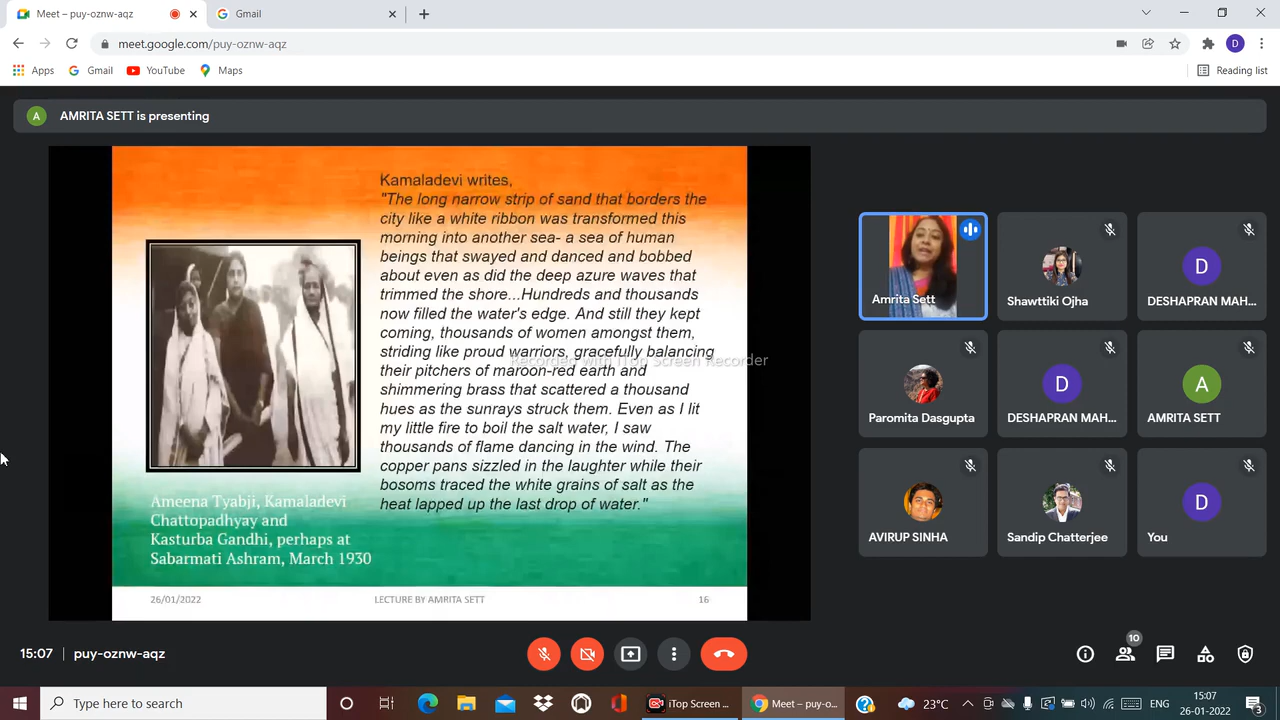 Meet – puy-oznw-aqz
Gmail
meet.google.com/puy-oznw-aqz
D
Apps
Gmail
YouTube
Maps
Reading list
A
AMRITA SETT is presenting
Kamaladevi writes,
"The long narrow strip of sand that borders the
city like a white ribbon was transformed this
morning into another sea- a sea of human
beings that swayed and danced and bobbed
about even as did the deep azure waves that
trimmed the shore...Hundreds and thousands
now filled the water's edge. And still they kept
coming, thousands of women amongst them,
striding like proud warriors, gracefully balancing
their pitchers of maroon-red earth and
shimmering brass that scattered a thousand
hues as the sunrays struck them. Even as I lit
my little fire to boil the salt water, I saw
thousands of flame dancing in the wind. The
copper pans sizzled in the laughter while their
bosoms traced the white grains of salt as the
heat lapped up the last drop of water."
Recorded with iTop Screen Recorder
Ameena Tyabji, Kamaladevi
Chattopadhyay and
Kasturba Gandhi, perhaps at
Sabarmati Ashram, March 1930
26/01/2022
LECTURE BY AMRITA SETT
16
Amrita Sett
Shawttiki Ojha
D
DESHAPRAN MAH...
Paromita Dasgupta
D
DESHAPRAN MAH...
A
AMRITA SETT
AVIRUP SINHA
Sandip Chatterjee
D
You
15:07 | puy-oznw-aqz
10
Type here to search
iTop Screen ...
Meet – puy-o...
23°C
ENG
15:07
26-01-2022
3